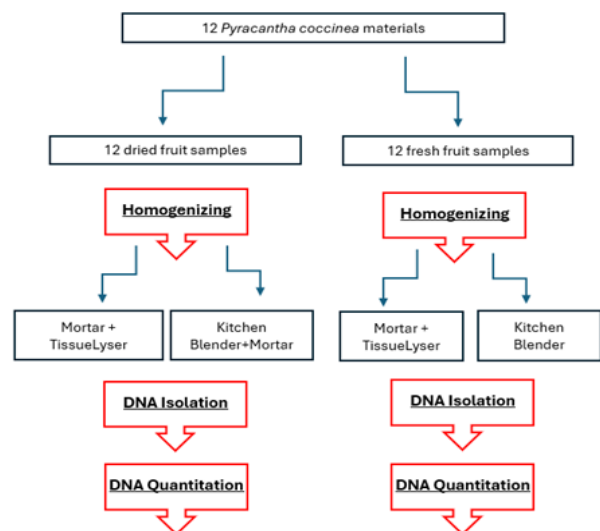 12 Pyracantha coccinea materials
12 dried fruit samples
12 fresh fruit samples
Homogenizing
Homogenizing
Mortar +
TissueLyser
Kitchen
Blender+Mortar
Mortar +
TissueLyser
Kitchen
Blender
DNA Isolation
DNA Isolation
DNA Quantitation
DNA Quantitation